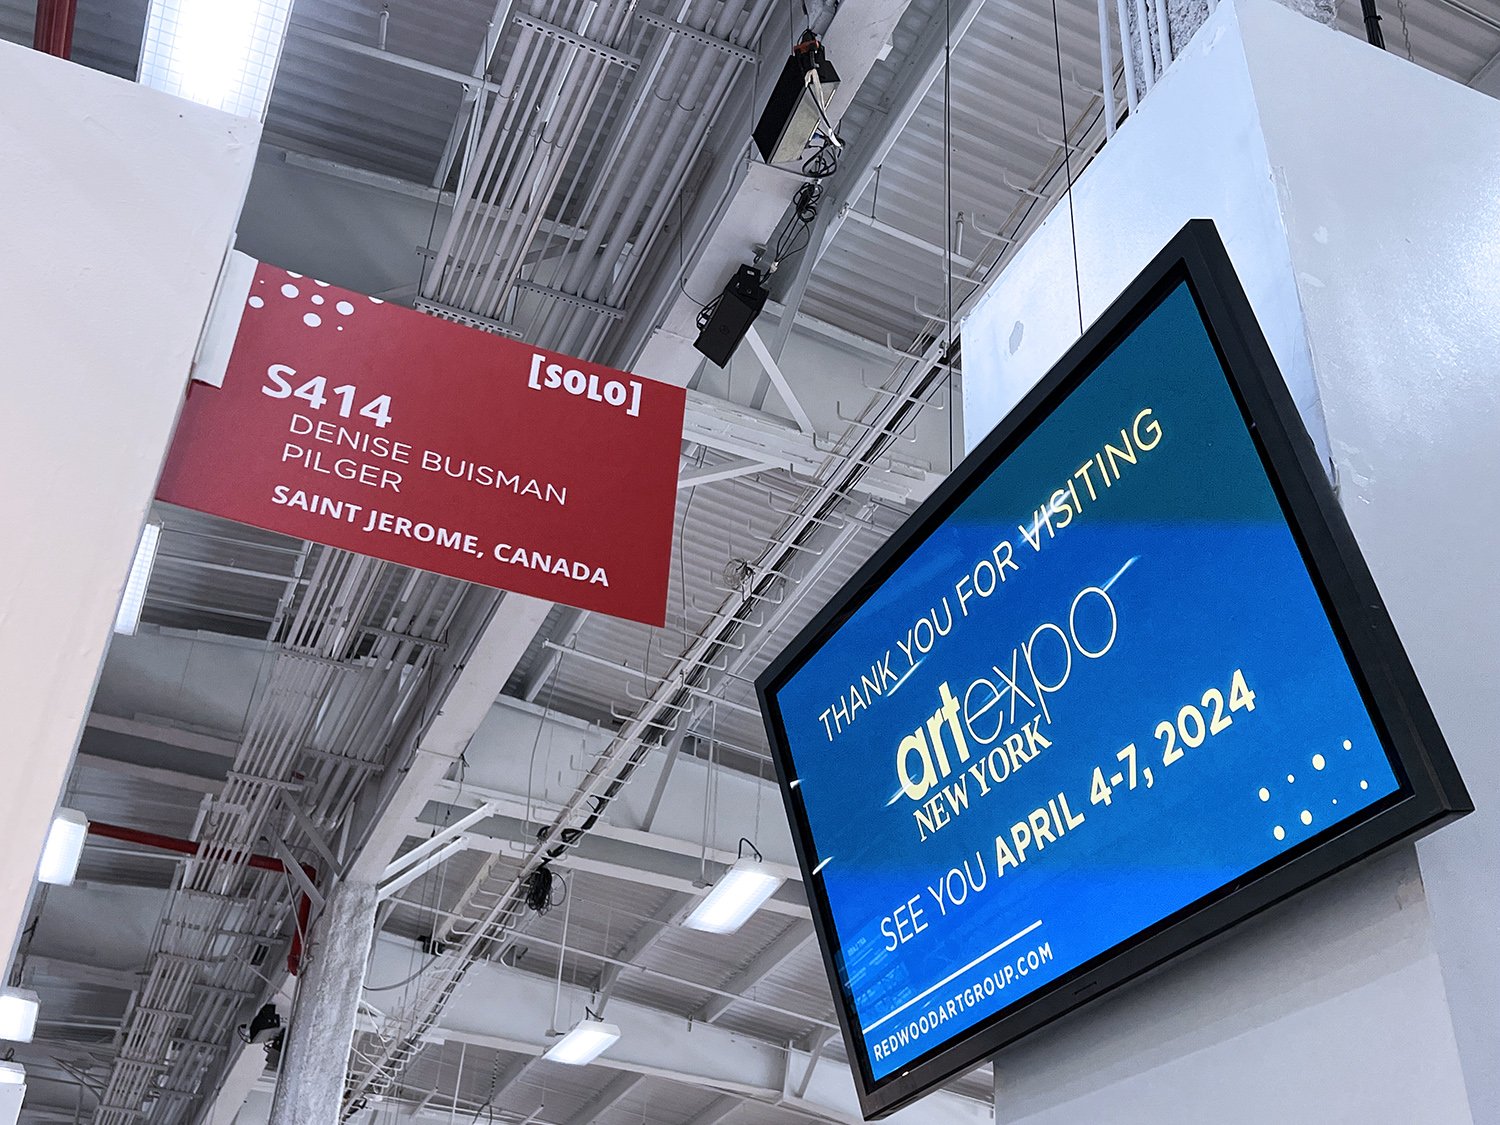 [SOLO]
S414
DENISE BUISMAN
PILGER
SAINT JEROME, CANADA
THANK YOU FOR VISITING
artexpo
NEW YORK
SEE YOU APRIL 4-7, 2024
REDWOODARTGROUP.COM